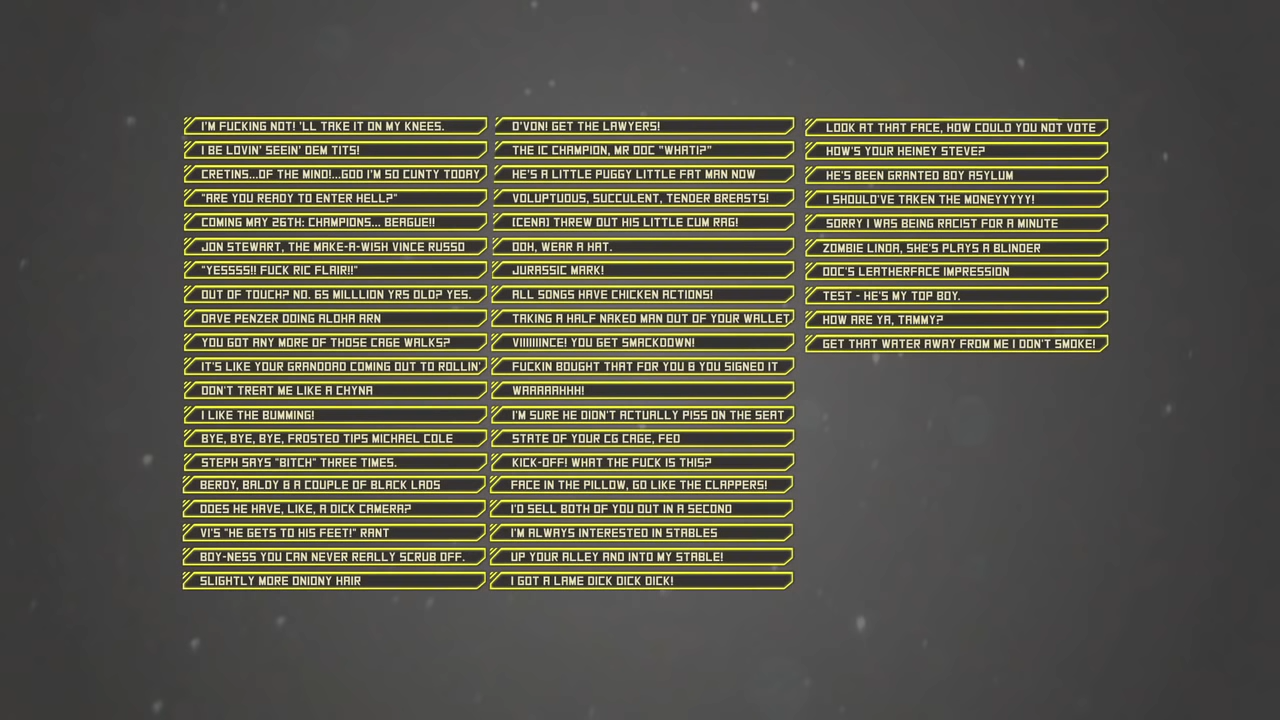 I'M FUCKING NOT! 'LL TAKE IT ON MY KNEES.
I BE LOVIN' SEEIN' DEM TITS!
CRETINS...OF THE MIND!...GOD I'M SO CUNTY TODAY
"ARE YOU READY TO ENTER HELL?"
COMING MAY 26TH: CHAMPIONS... BEAGUE!!
JON STEWART, THE MAKE-A-WISH VINCE RUSSO
"YESSSS!! FUCK RIC FLAIR!!"
OUT OF TOUCH? NO. 65 MILLLION YRS OLD? YES.
DAVE PENZER DOING ALOHA ARN
YOU GOT ANY MORE OF THOSE CAGE WALKS?
IT'S LIKE YOUR GRANDAD COMING OUT TO ROLLIN'
DON'T TREAT ME LIKE A CHYNA
I LIKE THE BUMMING!
BYE, BYE, BYE, FROSTED TIPS MICHAEL COLE
STEPH SAYS "BITCH" THREE TIMES.
BERDY, BALDY & A COUPLE OF BLACK LADS
DOES HE HAVE, LIKE, A DICK CAMERA?
VI'S "HE GETS TO HIS FEET!" RANT
BOY-NESS YOU CAN NEVER REALLY SCRUB OFF.
SLIGHTLY MORE ONIONY HAIR
D'VON! GET THE LAWYERS!
THE IC CHAMPION, MR DOC "WHAT!?"
HE'S A LITTLE PUGGY LITTLE FAT MAN NOW
VOLUPTUOUS, SUCCULENT, TENDER BREASTS!
[CENA] THREW OUT HIS LITTLE CUM RAG!
OOH, WEAR A HAT.
JURASSIC MARK!
ALL SONGS HAVE CHICKEN ACTIONS!
TAKING A HALF NAKED MAN OUT OF YOUR WALLET
VIIIIIIINCE! YOU GET SMACKDOWN!
FUCKIN BOUGHT THAT FOR YOU & YOU SIGNED IT
WAAAAAHHH!
I'M SURE HE DIDN'T ACTUALLY PISS ON THE SEAT
STATE OF YOUR CG CAGE, FED
KICK-OFF! WHAT THE FUCK IS THIS?
FACE IN THE PILLOW, GO LIKE THE CLAPPERS!
I'D SELL BOTH OF YOU OUT IN A SECOND
I'M ALWAYS INTERESTED IN STABLES
UP YOUR ALLEY AND INTO MY STABLE!
I GOT A LAME DICK DICK DICK!
LOOK AT THAT FACE, HOW COULD YOU NOT VOTE
HOW'S YOUR HEINEY STEVE?
HE'S BEEN GRANTED BOY ASYLUM
I SHOULD'VE TAKEN THE MONEYYYYY!
SORRY I WAS BEING RACIST FOR A MINUTE
ZOMBIE LINDA, SHE'S PLAYS A BLINDER
DOC'S LEATHERFACE IMPRESSION
TEST - HE'S MY TOP BOY.
HOW ARE YA, TAMMY?
GET THAT WATER AWAY FROM ME I DON'T SMOKE!